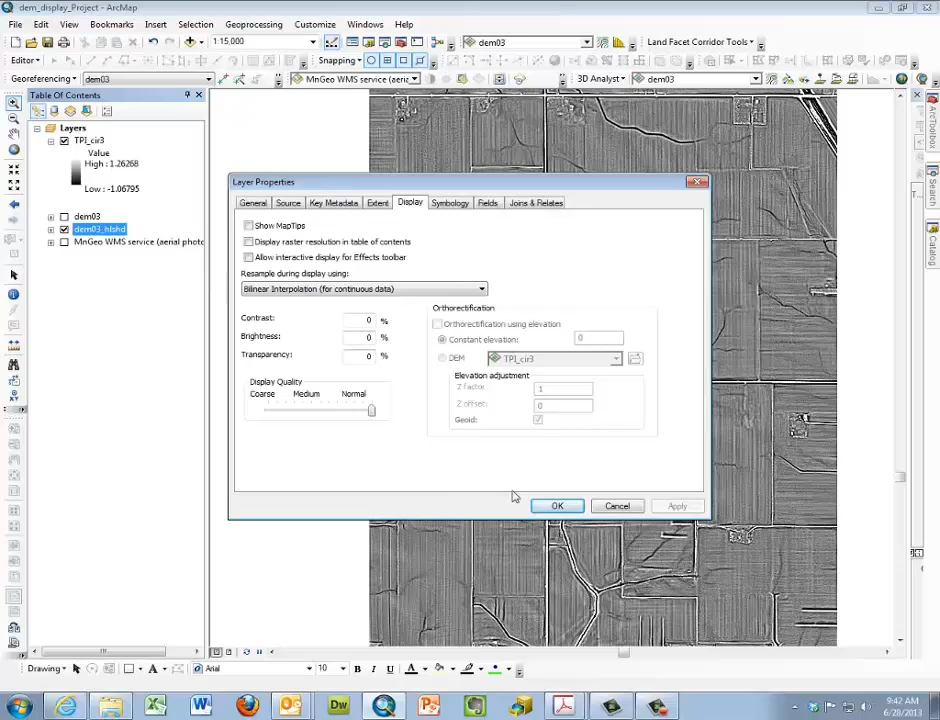 dem_display_Project - ArcMap
File Edit View Bookmarks Insert Selection Geoprocessing Customize Windows Help
1:15,000 dem03 Land Facet Corridor Tools
Editor Snapping
Georeferencing dem03 MnGeo WMS service (aeria 3D Analyst dem03
Table Of Contents
Layers
TPI_cir3
Value
High : 1.26268
Low : -1.06795
dem03
dem03_hlshd
MnGeo WMS service (aerial photo
Layer Properties
General Source Key Metadata Extent Display Symbology Fields Joins & Relates
Show MapTips
Display raster resolution in table of contents
Allow interactive display for Effects toolbar
Resample during display using:
Bilinear Interpolation (for continuous data)
Contrast: 0 %
Brightness: 0 %
Transparency: 0 %
Display Quality
Coarse Medium Normal
Orthorectification
Orthorectification using elevation
Constant elevation: 0
DEM TPI_cir3
Elevation adjustment
Z factor: 1
Z offset: 0
Geoid:
OK Cancel Apply
ArcToolbox
Search
Catalog
Drawing A Arial 10 B I U A
Dw
9:42 AM
6/28/2013